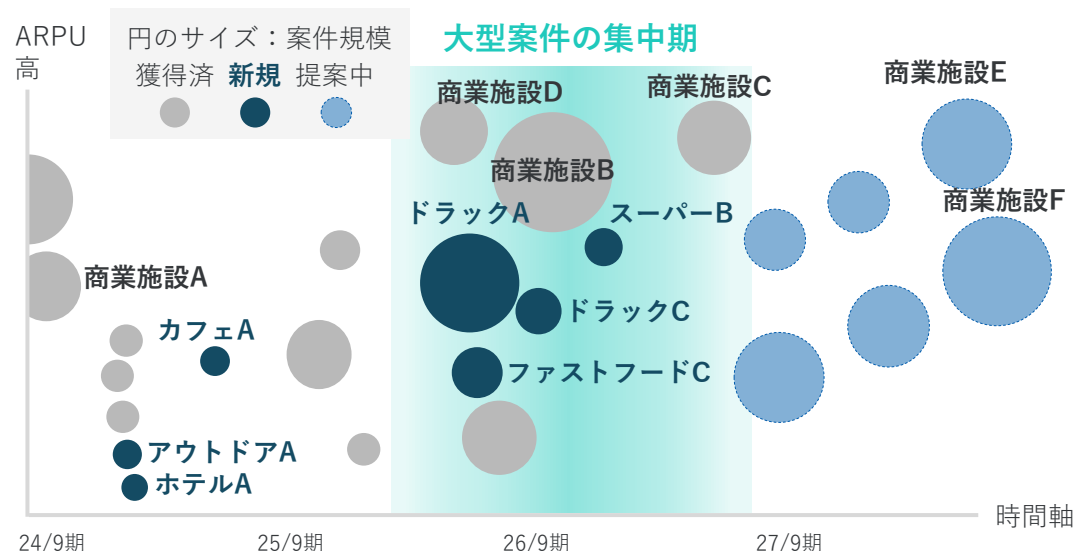 ARPU
高
円のサイズ：案件規模
獲得済 新規 提案中
大型案件の集中期
商業施設D
商業施設C
商業施設E
商業施設B
商業施設F
ドラックA
スーパーB
商業施設A
ドラックC
カフェA
ファストフードC
アウトドアA
ホテルA
時間軸
24/9期
25/9期
26/9期
27/9期